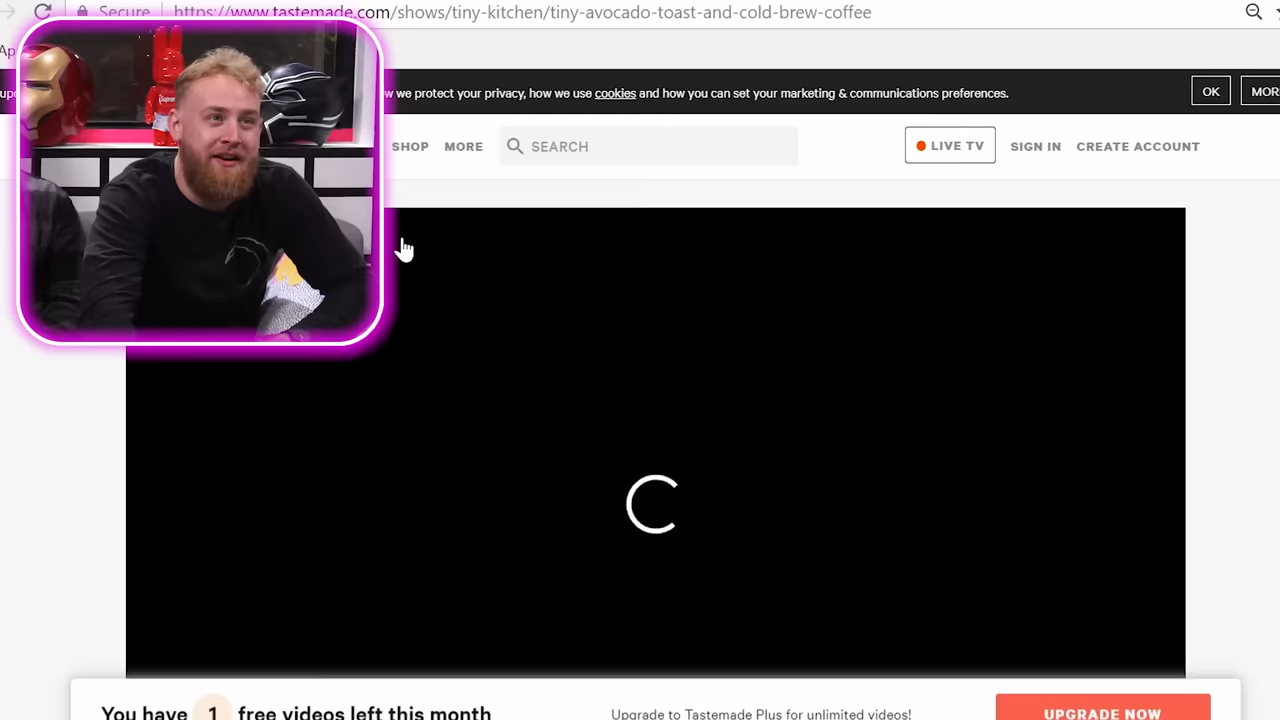 Secure https://www.tastemade.com/shows/tiny-kitchen/tiny-avocado-toast-and-cold-brew-coffee
Ap
we protect your privacy, how we use cookies and how you can set your marketing & communications preferences. OK MOR
SHOP MORE SEARCH LIVE TV SIGN IN CREATE ACCOUNT
You have 1 free videos left this month
Upgrade to Tastemade Plus for unlimited videos!
UPGRADE NOW